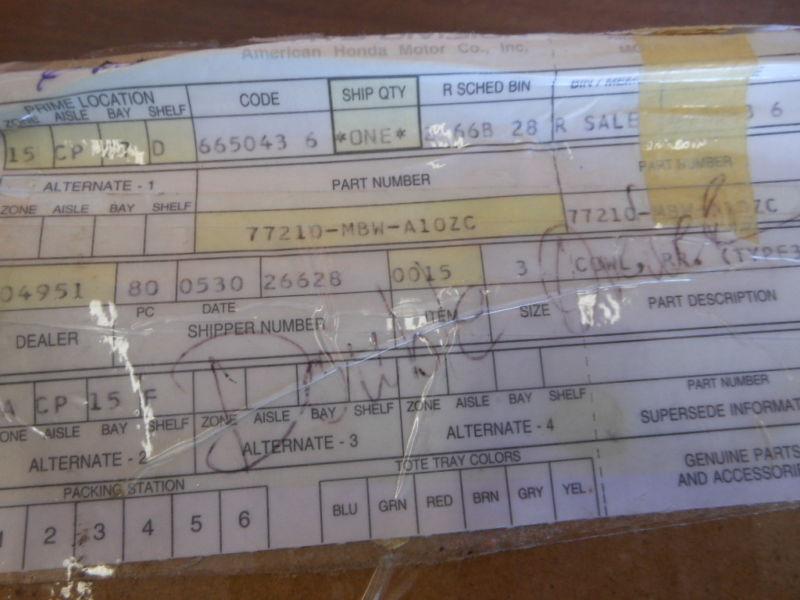 American Honda Motor Co., Inc.
PRIME LOCATION CODE SHIP QTY R SCHED BIN
ZONE AISLE BAY SHELF
15 CP D 665043 6 *ONE* 66B 28 R SALE 6
ALTERNATE - 1 PART NUMBER PART NUMBER
ZONE AISLE BAY SHELF
77210-MBW-A10ZC 77210-MBW-A10ZC
04951 80 0530 26628 0015 3 COWL, RR. (TYPE3
DEALER PC DATE SHIPPER NUMBER ITEM SIZE PART DESCRIPTION
A CP 15 F
ZONE AISLE BAY SHELF ZONE AISLE BAY SHELF ZONE AISLE BAY SHELF PART NUMBER
ALTERNATE - 2 ALTERNATE - 3 ALTERNATE - 4 SUPERSEDE INFORMAT
PACKING STATION TOTE TRAY COLORS GENUINE PARTS
AND ACCESSORI
1 2 3 4 5 6 BLU GRN RED BRN GRY YEL.